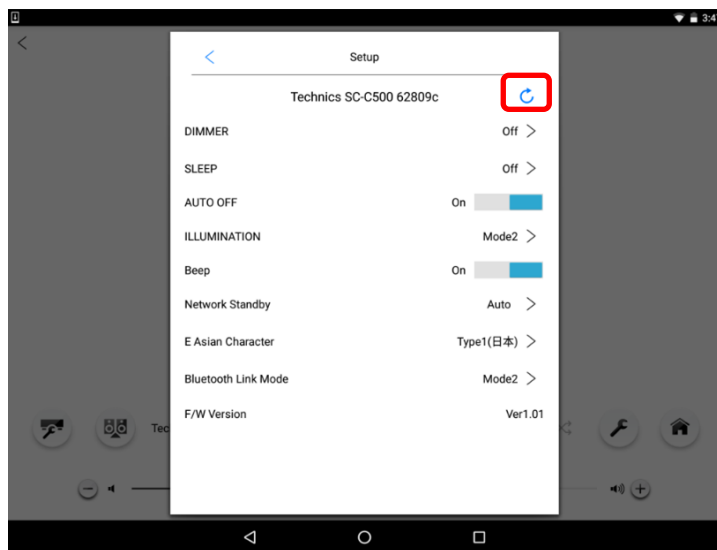 3:4
Setup
Technics SC-C500 62809c
DIMMER Off
SLEEP Off
AUTO OFF On
ILLUMINATION Mode2
Beep On
Network Standby Auto
E Asian Character Type1(日本)
Bluetooth Link Mode Mode2
F/W Version Ver1.01
Tec